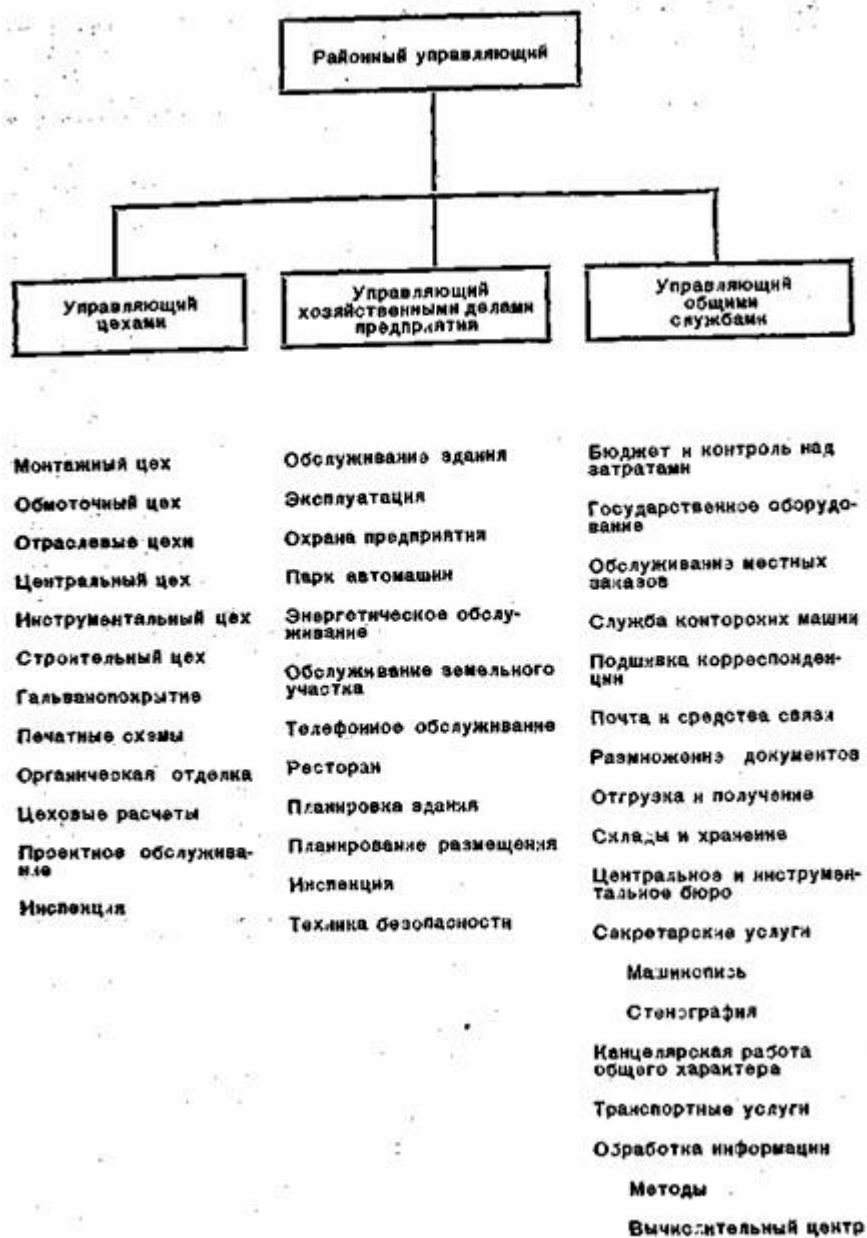 Районный управляющий
Управляющий
цехами
Управляющий
хозяйственными делами
предприятия
Управляющий
общими
службами
Монтажный цех
Обмоточный цех
Отраслевые цехи
Центральный цех
Инструментальный цех
Строительный цех
Гальванопокрытие
Печатные схемы
Органическая отделка
Цеховые расчеты
Проектное обслужива-
ние
Инспекция
Обслуживание здания
Эксплуатация
Охрана предприятия
Парк автомашин
Энергетическое обслу-
живание
Обслуживание земельного
участка
Телефонное обслуживание
Ресторан
Планировка здания
Планирование размещения
Инспекция
Техника безопасности
Бюджет и контроль над
затратами
Государственное оборудо-
вание
Обслуживание местных
заказов
Служба конторских машин
Подшивка корреспонден-
ции
Почта и средства связи
Размножение документов
Отгрузка и получение
Склады и хранение
Центральное и инструмен-
тальное бюро
Секретарские услуги
Машинопись
Стенография
Канцелярская работа
общего характера
Транспортные услуги
Обработка информации
Методы
Вычислительный центр